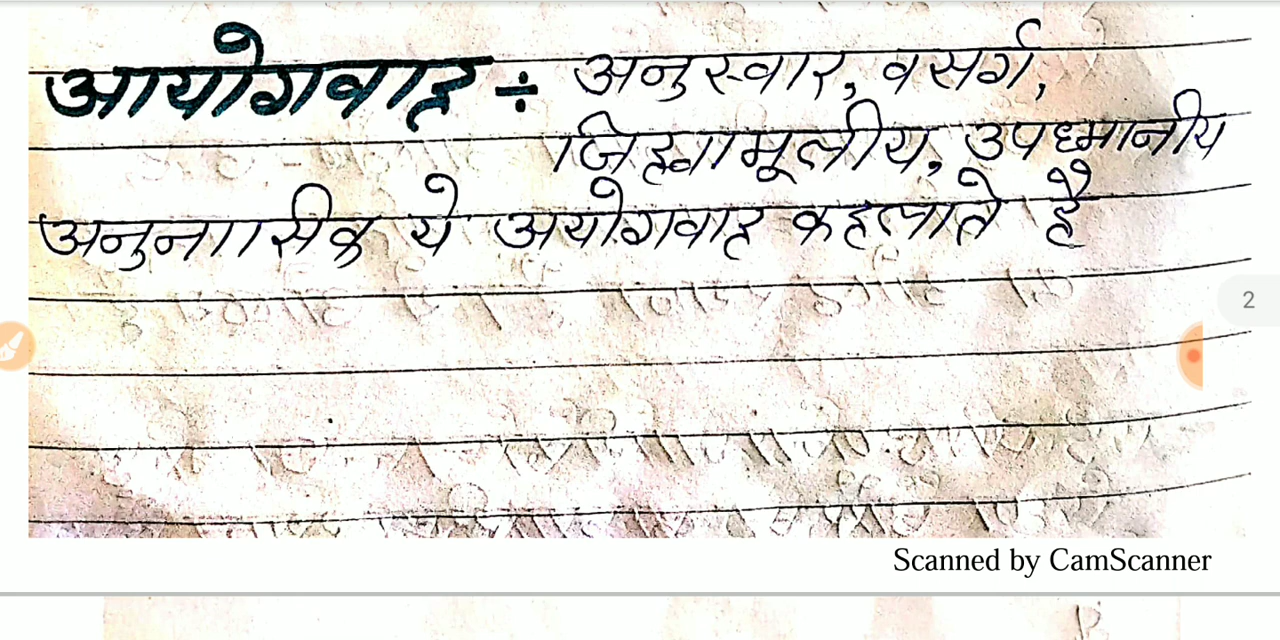 आयोगवाह ÷ अनुस्वार, वसर्ग,
जिह्वामूलीय, उपध्मानीय
अनुनासिक ये अयोगवाह कहलाते है
2
Scanned by CamScanner